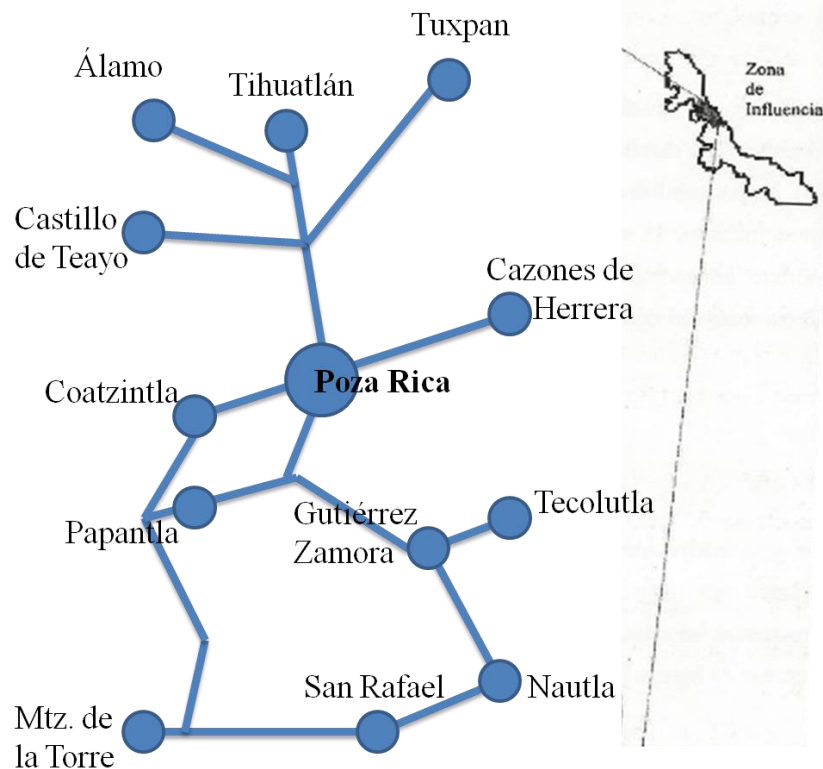 Tuxpan
Álamo
Tihuatlán
Zona
de
Influencia
Castillo
de Teayo
Cazones de
Herrera
Poza Rica
Coatzintla
Tecolutla
Gutiérrez
Zamora
Papantla
San Rafael
Nautla
Mtz. de
la Torre